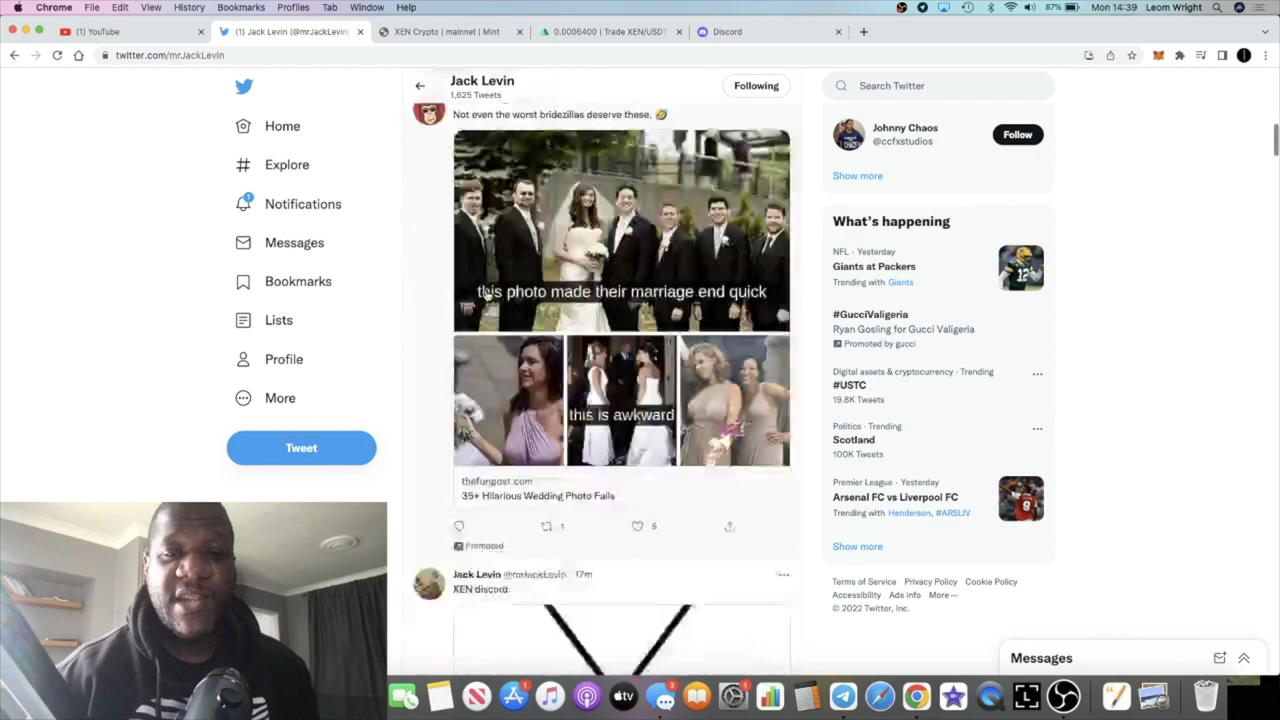 Chrome File Edit View History Bookmarks Profiles Tab Window Help
87% Mon 14:39 Leom Wright
(1) YouTube
(1) Jack Levin (@mrJackLevin)
XEN Crypto | mainnet | Mint
0.0006400 | Trade XEN/USDT
Discord
twitter.com/mrJackLevin
Home
Explore
1
Notifications
Messages
Bookmarks
Lists
Profile
More
Tweet
Jack Levin
1,625 Tweets
Following
Not even the worst bridezillas deserve these. 🤣
this photo made their marriage end quick
this is awkward
thefunpost.com
35+ Hilarious Wedding Photo Fails
1 5
Promoted
Jack Levin @mrJackLevin · 17m
XEN discord:
Search Twitter
Johnny Chaos
@ccfxstudios
Follow
Show more
What's happening
NFL · Yesterday
Giants at Packers
Trending with Giants
#GucciValigeria
Ryan Gosling for Gucci Valigeria
Promoted by gucci
Digital assets & cryptocurrency · Trending
#USTC
19.8K Tweets
Politics · Trending
Scotland
100K Tweets
Premier League · Yesterday
Arsenal FC vs Liverpool FC
Trending with Henderson, #ARSLIV
Show more
Terms of Service Privacy Policy Cookie Policy
Accessibility Ads info More ···
© 2022 Twitter, Inc.
Messages